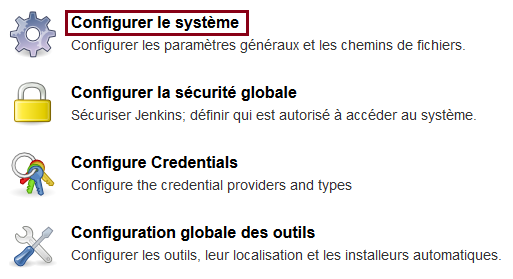 Configurer le système
Configurer les paramètres généraux et les chemins de fichiers.
Configurer la sécurité globale
Sécuriser Jenkins; définir qui est autorisé à accéder au système.
Configure Credentials
Configure the credential providers and types
Configuration globale des outils
Configurer les outils, leur localisation et les installeurs automatiques.